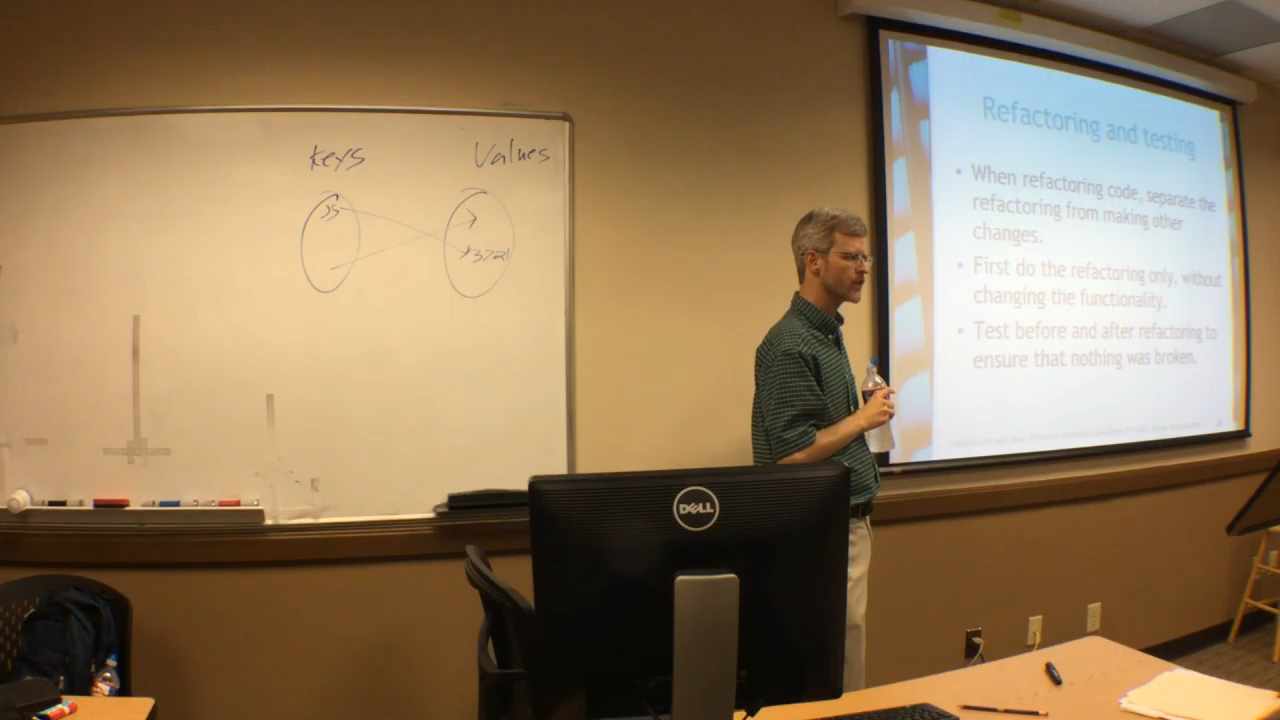 keys Values
35
3721
Refactoring and testing
• When refactoring code, separate the
refactoring from making other
changes.
• First do the refactoring only, without
changing the functionality.
• Test before and after refactoring to
ensure that nothing was broken.
DELL